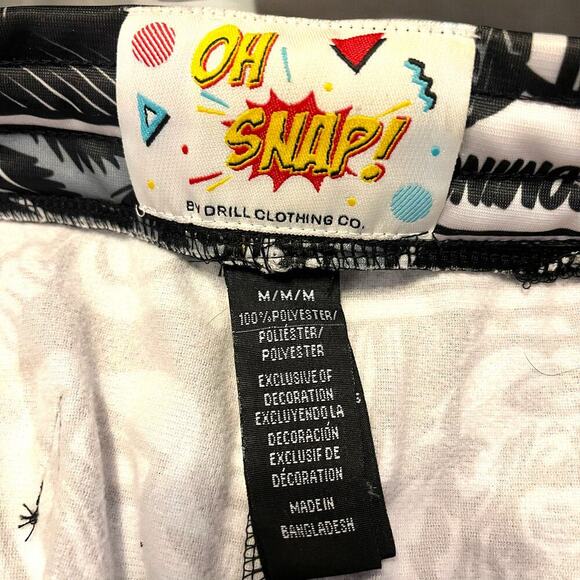 OH
SNAP!
BY DRILL CLOTHING CO.
M/M/M
100%POLYESTER/
POLIÉSTER/
POLYESTER
EXCLUSIVE OF
DECORATION
EXCLUYENDO LA
DECORACIÓN
EXCLUSIF DE
DÉCORATION
MADE IN
BANGLADESH